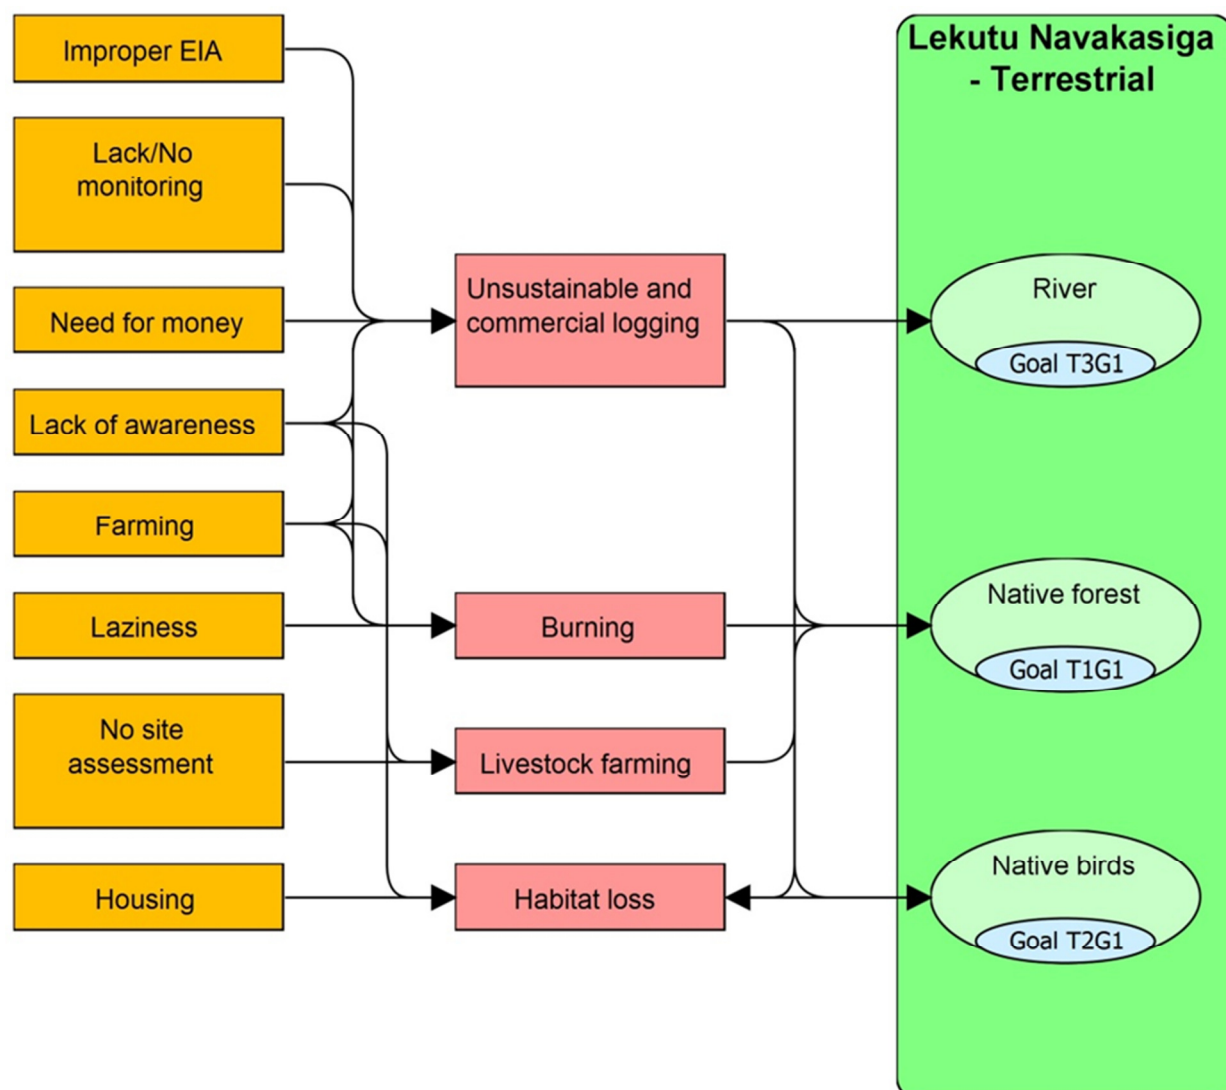 Improper EIA
Lack/No
monitoring
Need for money
Lack of awareness
Farming
Laziness
No site
assessment
Housing
Unsustainable and
commercial logging
Burning
Livestock farming
Habitat loss
Lekutu Navakasiga
- Terrestrial
River
Goal T3G1
Native forest
Goal T1G1
Native birds
Goal T2G1